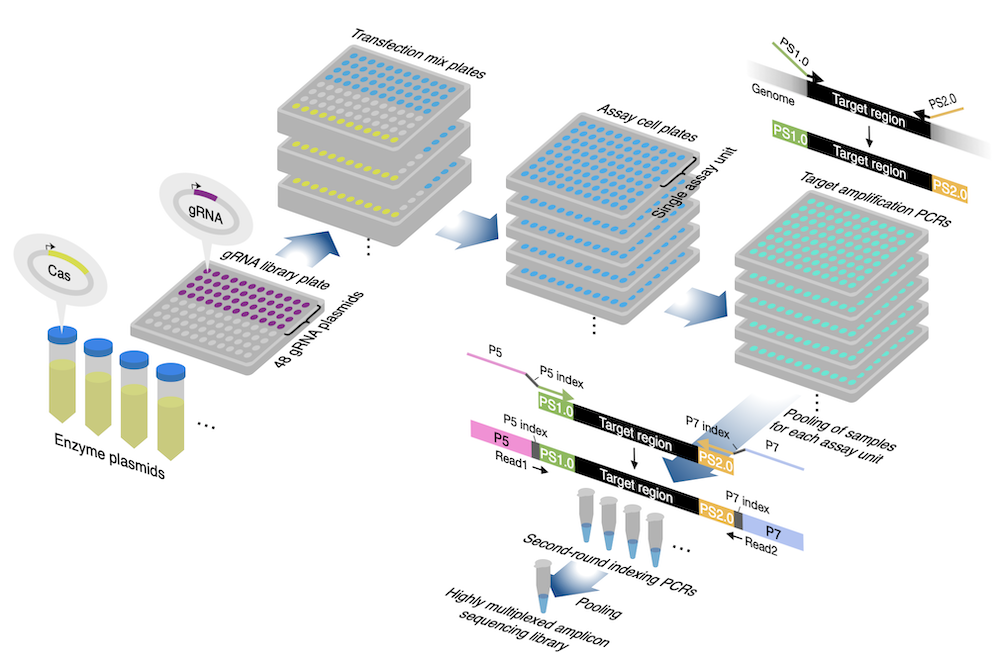 Transfection mix plates
Assay cell plates
Single assay unit
PS1.0
Genome
Target region
PS2.0
PS1.0
Target region
PS2.0
Target amplification PCRs
gRNA
Cas
gRNA library plate
48 gRNA plasmids
Enzyme plasmids
...
P5
P5 index
PS1.0
Target region
P7 index
PS2.0
P7
Pooling of samples
for each assay unit
P5
P5 index
PS1.0
Read1
Target region
PS2.0
P7 index
P7
Read2
...
Second-round indexing PCRs
Pooling
Highly multiplexed amplicon
sequencing library